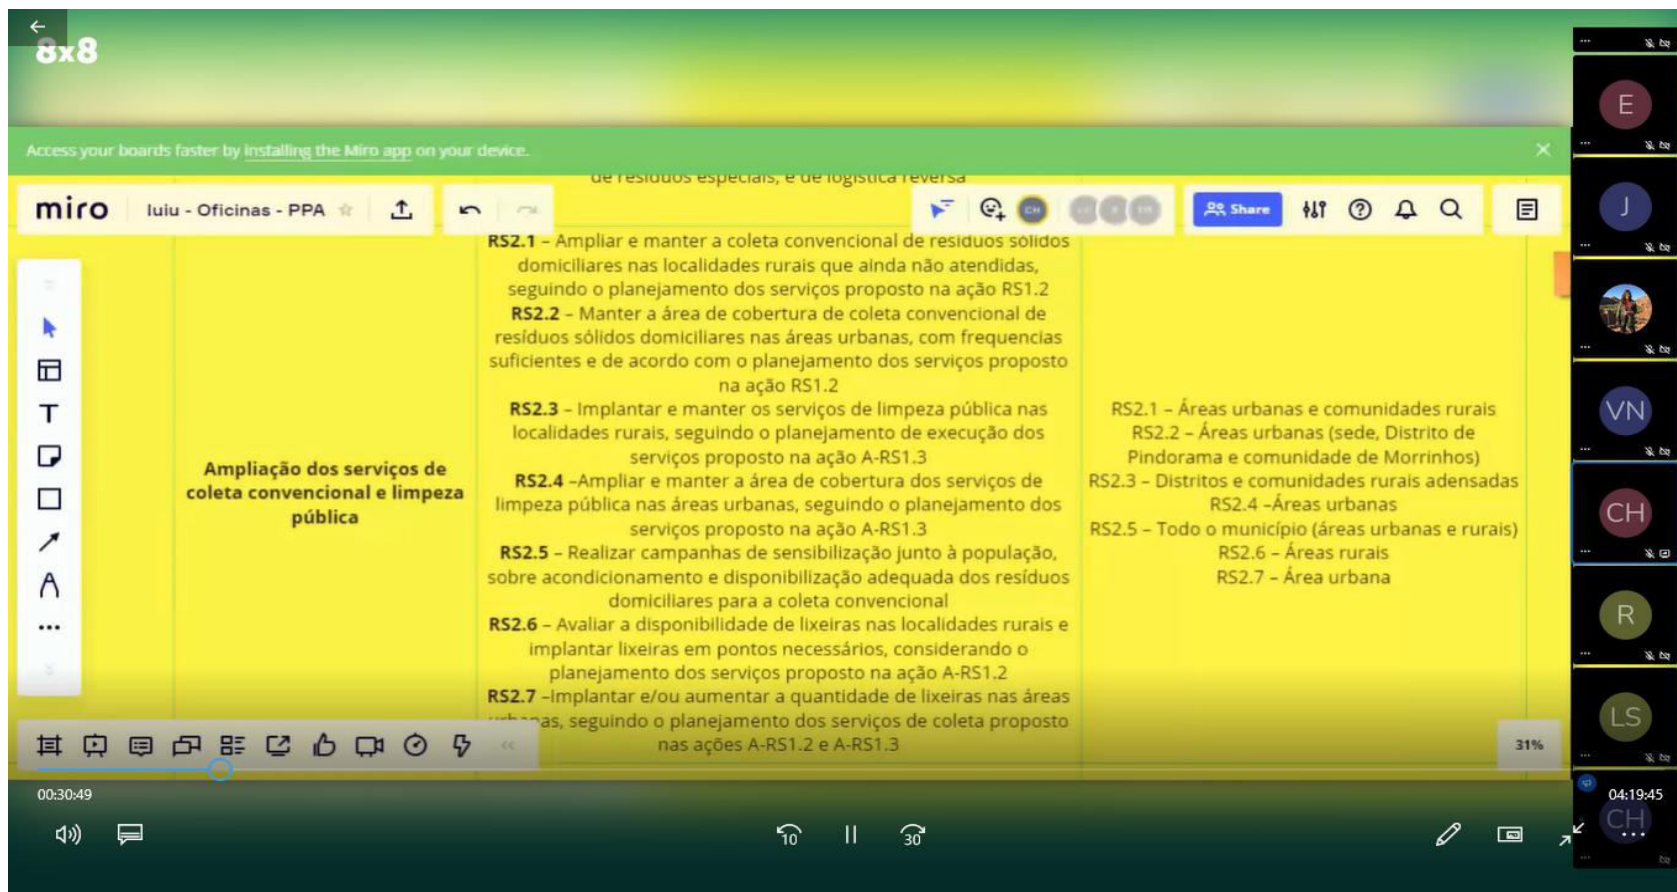 8x8
Access your boards faster by installing the Miro app on your device.
de resíduos especiais, e de logística reversa
miro
Iuiu - Oficinas - PPA
CH
Share
RS2.1 – Ampliar e manter a coleta convencional de resíduos sólidos
domiciliares nas localidades rurais que ainda não atendidas,
seguindo o planejamento dos serviços proposto na ação RS1.2
RS2.2 – Manter a área de cobertura de coleta convencional de
resíduos sólidos domiciliares nas áreas urbanas, com frequencias
suficientes e de acordo com o planejamento dos serviços proposto
na ação RS1.2
RS2.3 – Implantar e manter os serviços de limpeza pública nas
localidades rurais, seguindo o planejamento de execução dos
serviços proposto na ação A-RS1.3
RS2.4 –Ampliar e manter a área de cobertura dos serviços de
limpeza pública nas áreas urbanas, seguindo o planejamento dos
serviços proposto na ação A-RS1.3
RS2.5 – Realizar campanhas de sensibilização junto à população,
sobre acondicionamento e disponibilização adequada dos resíduos
domiciliares para a coleta convencional
RS2.6 – Avaliar a disponibilidade de lixeiras nas localidades rurais e
implantar lixeiras em pontos necessários, considerando o
planejamento dos serviços proposto na ação A-RS1.2
RS2.7 –Implantar e/ou aumentar a quantidade de lixeiras nas áreas
urbanas, seguindo o planejamento dos serviços de coleta proposto
nas ações A-RS1.2 e A-RS1.3
Ampliação dos serviços de
coleta convencional e limpeza
pública
RS2.1 – Áreas urbanas e comunidades rurais
RS2.2 – Áreas urbanas (sede, Distrito de
Pindorama e comunidade de Morrinhos)
RS2.3 – Distritos e comunidades rurais adensadas
RS2.4 –Áreas urbanas
RS2.5 – Todo o município (áreas urbanas e rurais)
RS2.6 – Áreas rurais
RS2.7 – Área urbana
31%
E
J
VN
CH
R
LS
CH
00:30:49
04:19:45
10
30